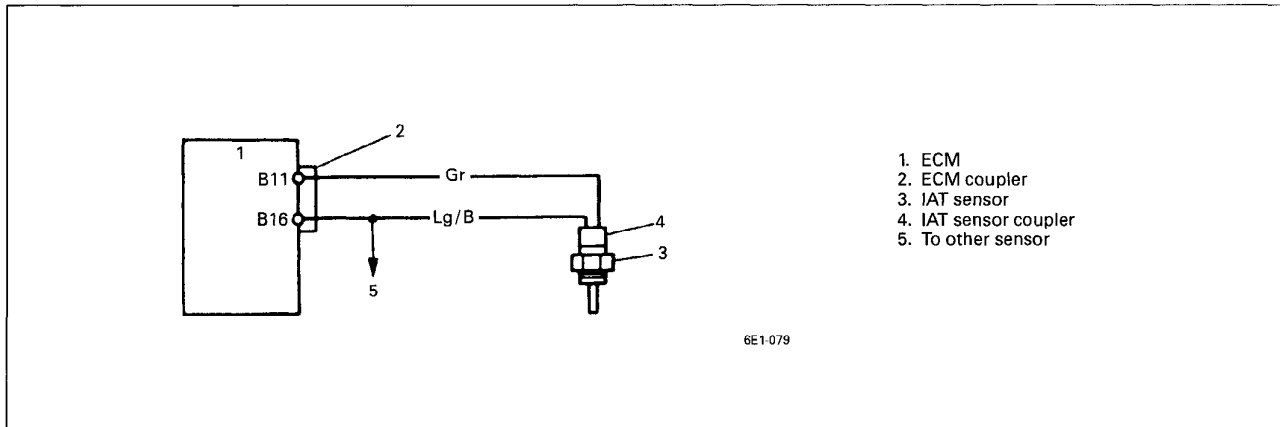 1
2
B11
Gr
B16
Lg/B
4
3
5
1. ECM
2. ECM coupler
3. IAT sensor
4. IAT sensor coupler
5. To other sensor
6E1-079